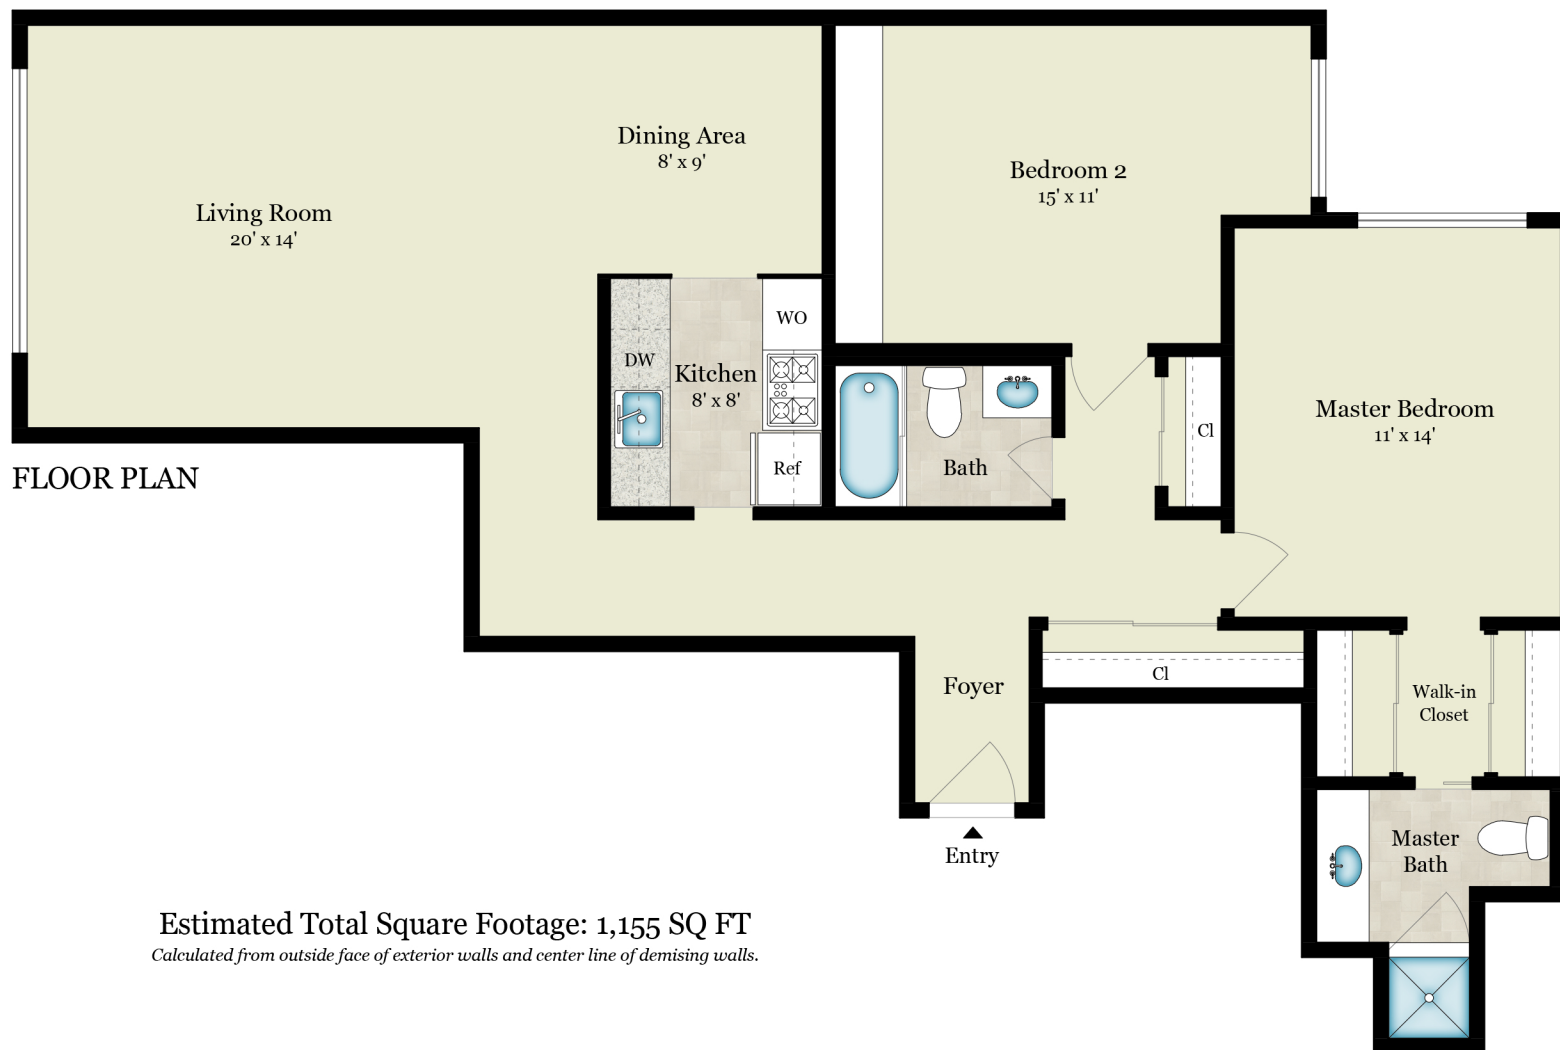 Dining Area
8' x 9'
Bedroom 2
15' x 11'
Living Room
20' x 14'
WO
DW
Kitchen
8' x 8'
Ref
Bath
Cl
Master Bedroom
11' x 14'
FLOOR PLAN
Foyer
Cl
Walk-in
Closet
Master
Bath
Entry
Estimated Total Square Footage: 1,155 SQ FT
Calculated from outside face of exterior walls and center line of demising walls.